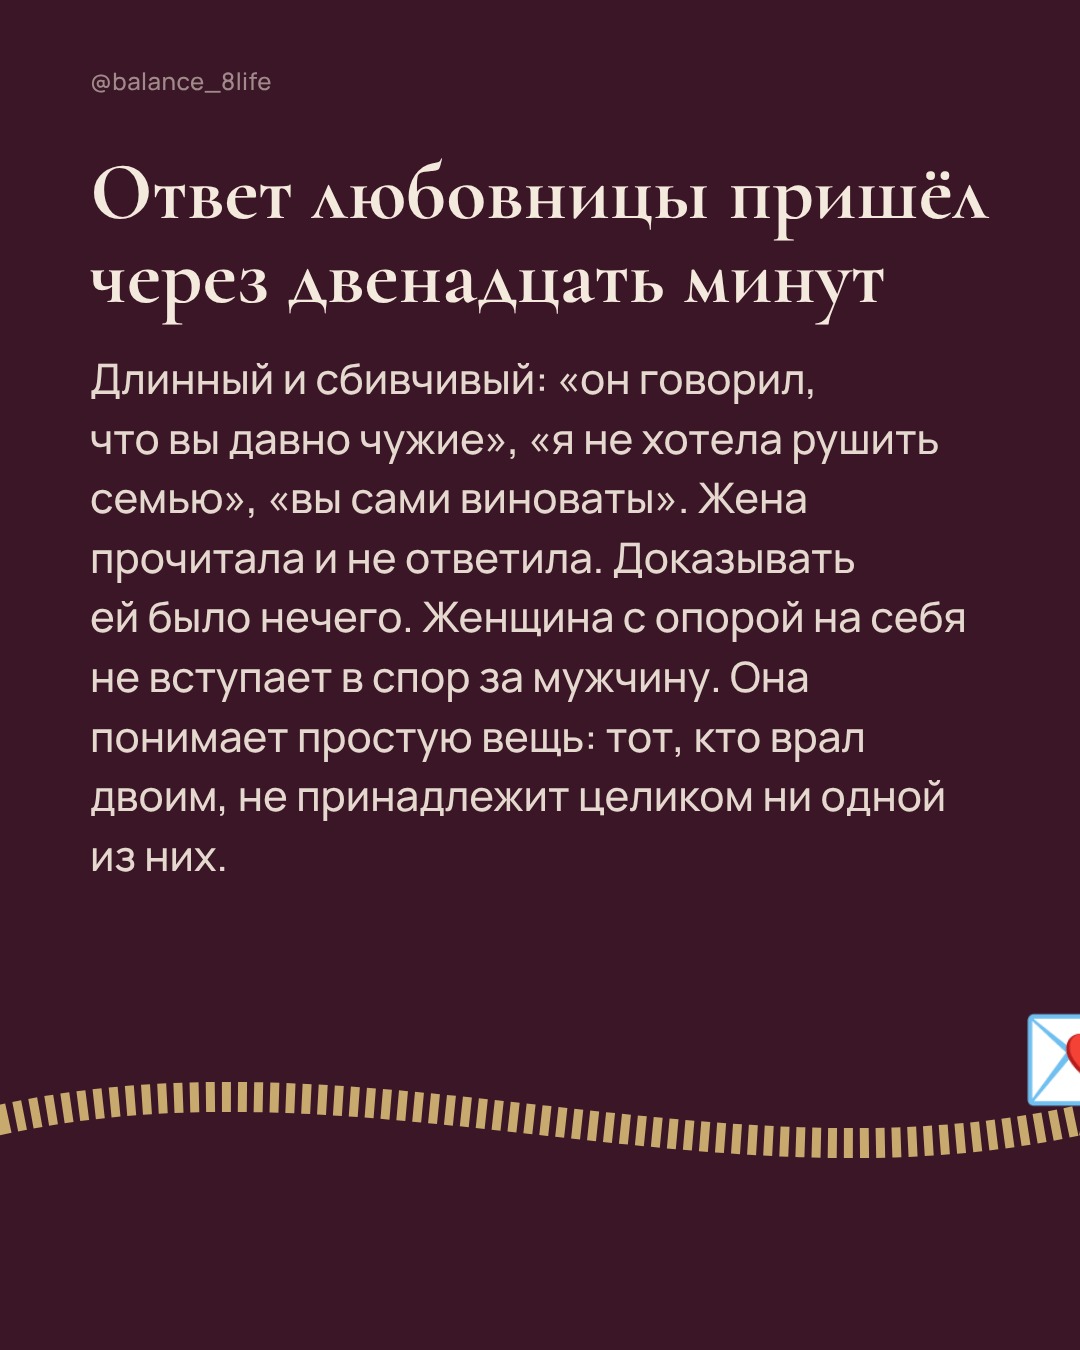 @balance_8life
Ответ любовницы пришёл
через двенадцать минут
Длинный и сбивчивый: «он говорил,
что вы давно чужие», «я не хотела рушить
семью», «вы сами виноваты». Жена
прочитала и не ответила. Доказывать
ей было нечего. Женщина с опорой на себя
не вступает в спор за мужчину. Она
понимает простую вещь: тот, кто врал
двоим, не принадлежит целиком ни одной
из них.